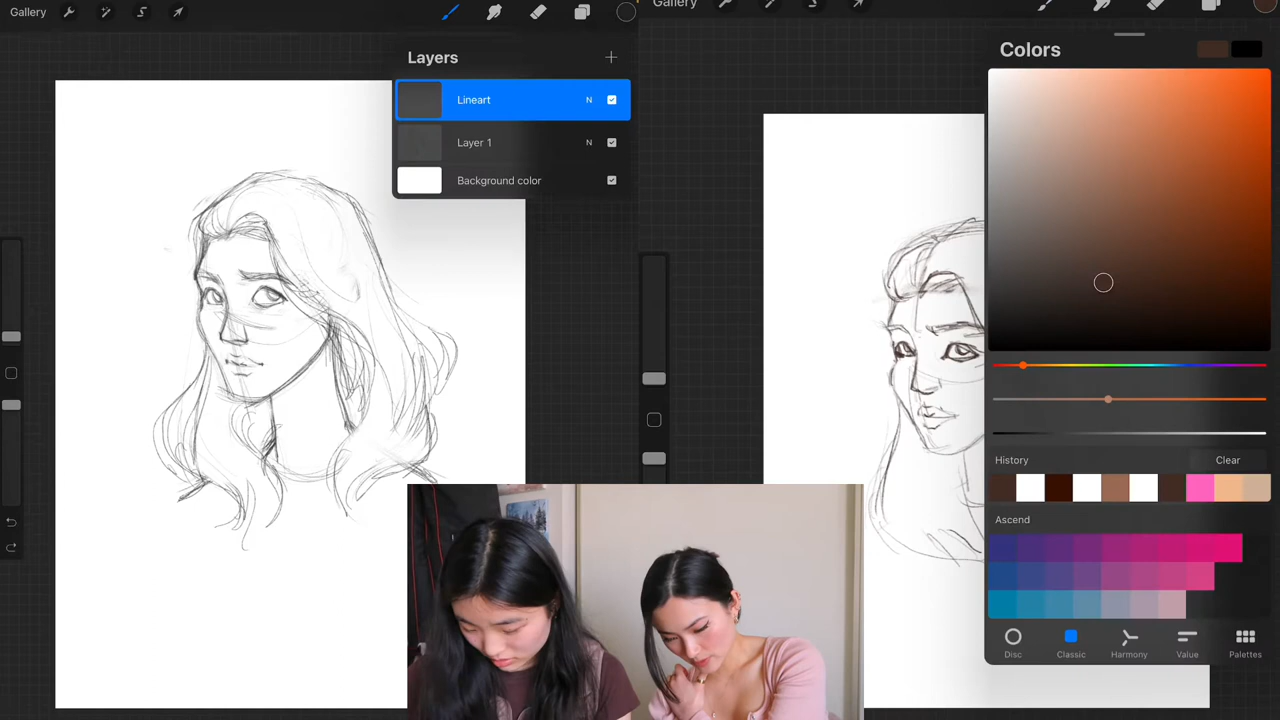 Gallery
Layers
Lineart N
Layer 1 N
Background color
Gallery
Colors
History Clear
Ascend
Disc Classic Harmony Value Palettes